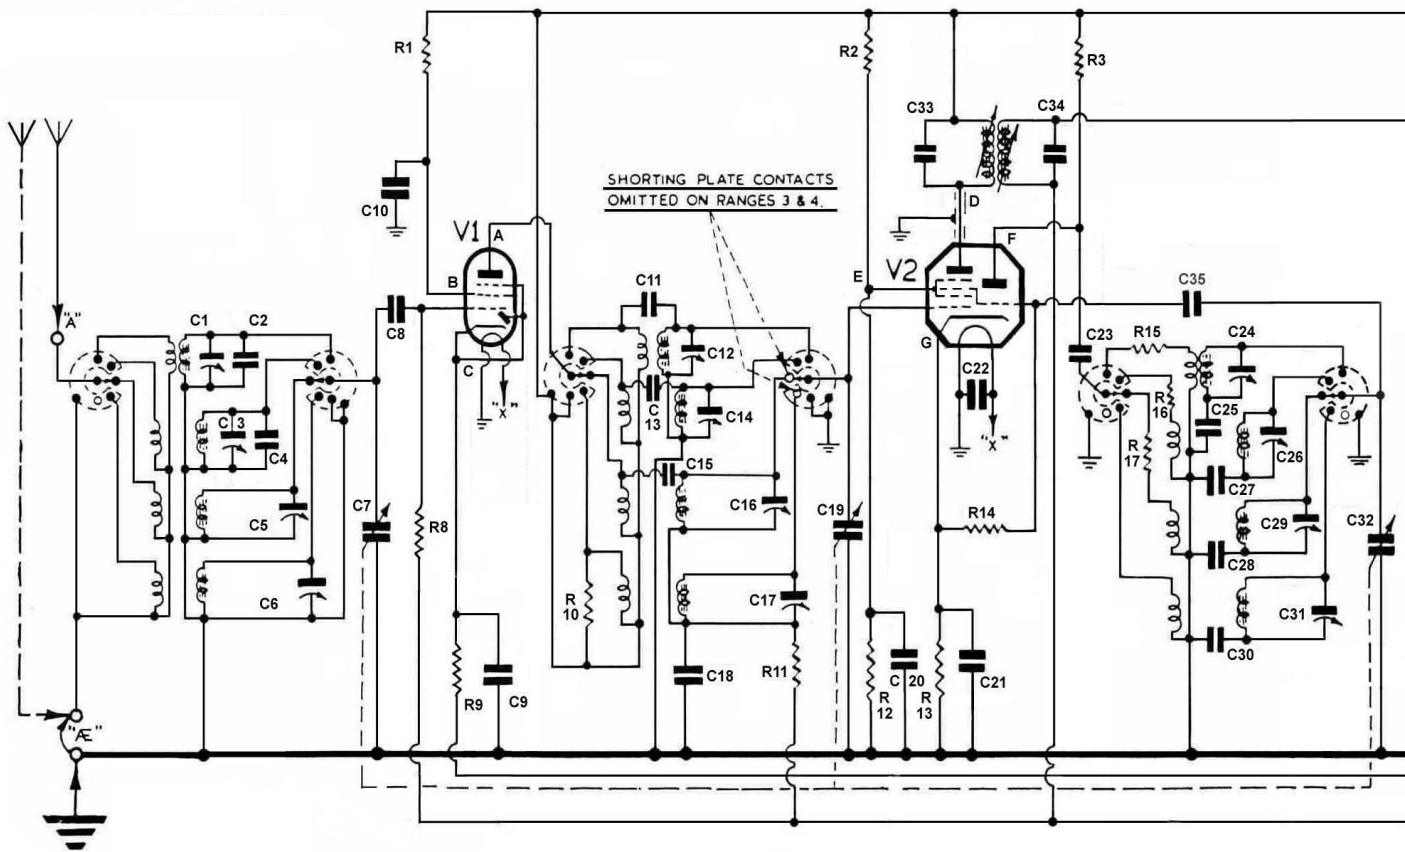 R1
R2
R3
C33
C34
SHORTING PLATE CONTACTS
OMITTED ON RANGES 3 & 4.
C10
D
V1
A
F
V2
B
E
C11
C35
"A"
C1
C2
C8
C
G
C12
C23
R15
C24
C22
"X"
C
13
C14
R
16
C25
C 3
C4
"X"
R
17
C26
C15
C27
C5
C7
R8
C16
C19
R14
C29
C32
C28
C6
R
10
C17
C31
C30
R9
C9
C18
R11
C 20
R
12
R
13
C21
"Æ"